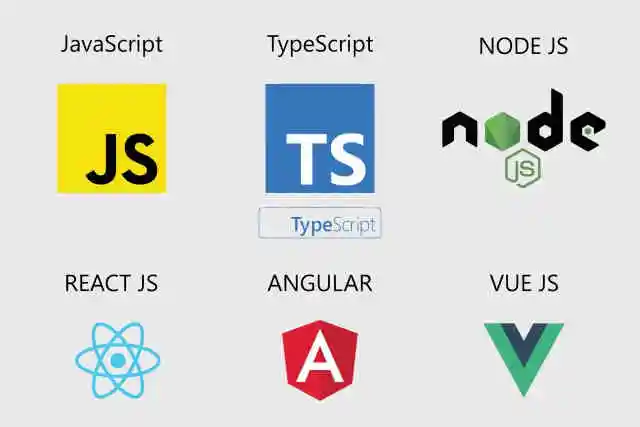 JavaScript
TypeScript
NODE JS
JS
TS
node
JS
TypeScript
REACT JS
ANGULAR
VUE JS
A